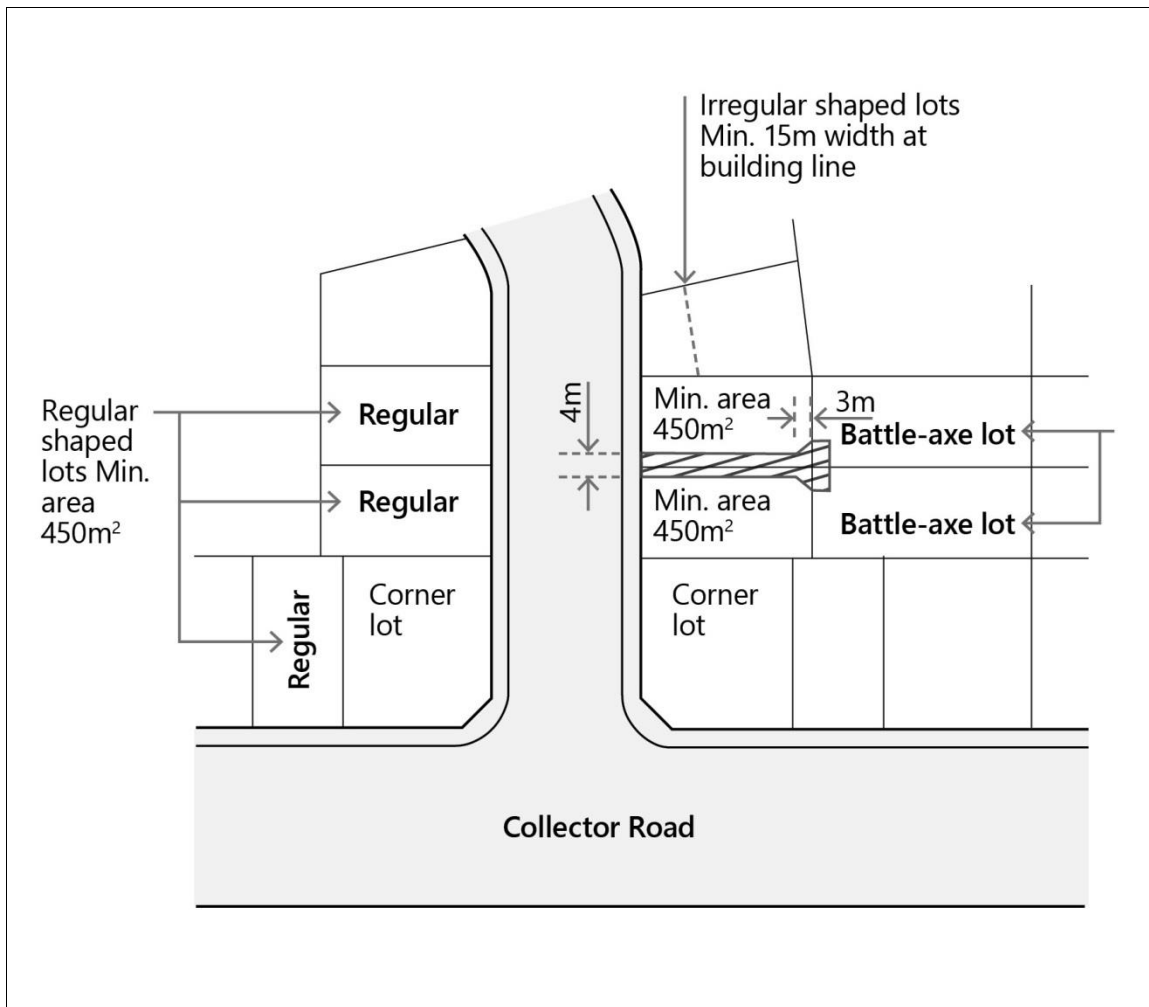 Irregular shaped lots
Min. 15m width at
building line
4m
Regular
shaped
lots Min.
area
450m²
Regular
Regular
Regular
Corner
lot
Min. area
450m²
3m
Battle-axe lot
Min. area
450m²
Battle-axe lot
Corner
lot
Collector Road